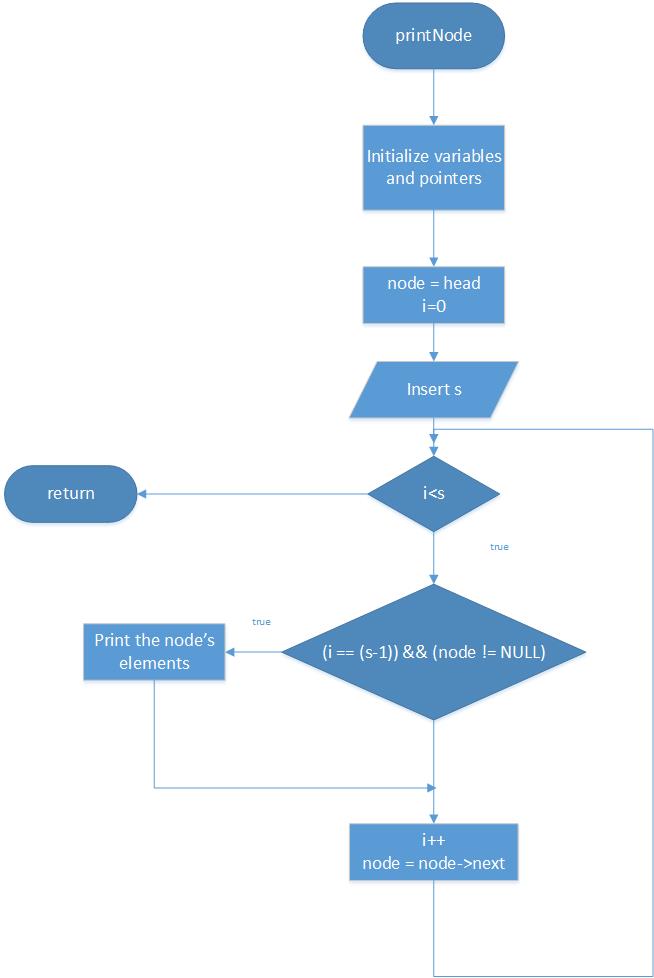 printNode
Initialize variables
and pointers
node = head
i=0
Insert s
i<s
return
true
true
Print the node's
elements
(i == (s-1)) && (node != NULL)
i++
node = node->next